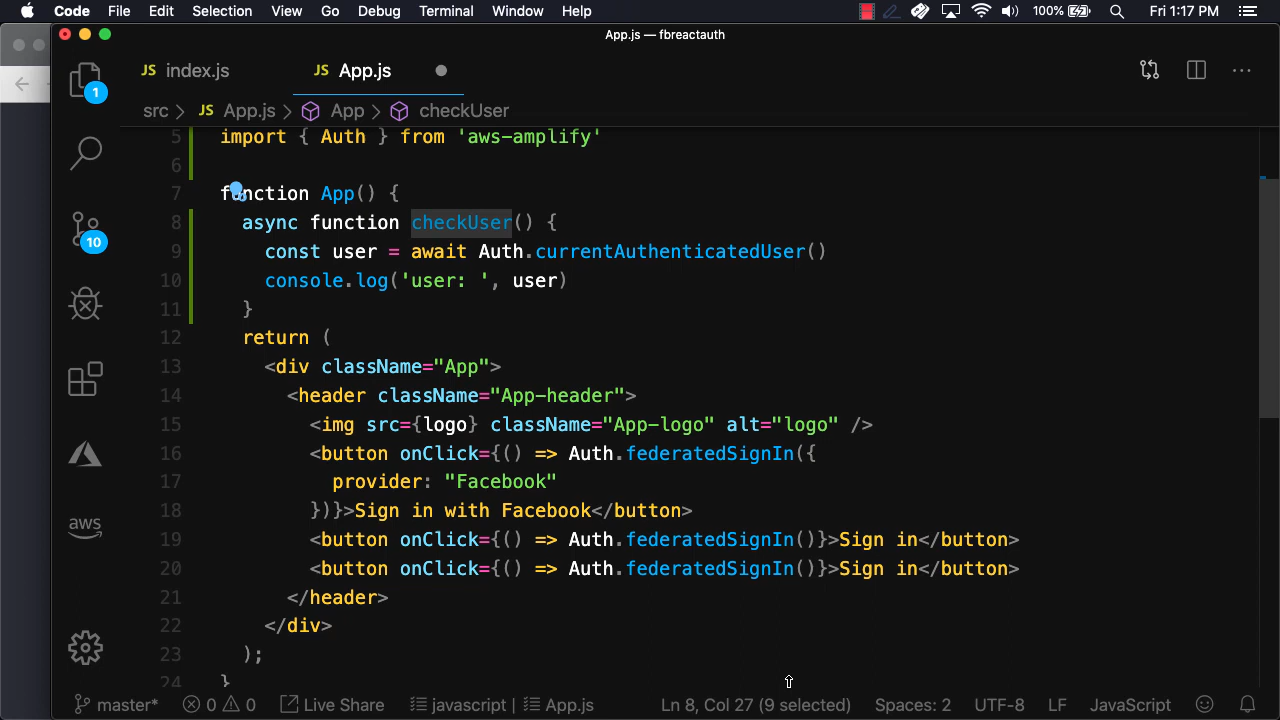 Code File Edit Selection View Go Debug Terminal Window Help 100% Fri 1:17 PM
App.js — fbreactauth
JS index.js JS App.js
1
src > JS App.js > App > checkUser
5 import { Auth } from 'aws-amplify'
6
7 function App() {
8 async function checkUser() {
9 const user = await Auth.currentAuthenticatedUser()
10 console.log('user: ', user)
11 }
12 return (
13 <div className="App">
14 <header className="App-header">
15 <img src={logo} className="App-logo" alt="logo" />
16 <button onClick={() => Auth.federatedSignIn({
17 provider: "Facebook"
18 })}>Sign in with Facebook</button>
19 <button onClick={() => Auth.federatedSignIn()}>Sign in</button>
20 <button onClick={() => Auth.federatedSignIn()}>Sign in</button>
21 </header>
22 </div>
23 );
24 }
10
aws
master* 0 0 Live Share javascript | App.js Ln 8, Col 27 (9 selected) Spaces: 2 UTF-8 LF JavaScript